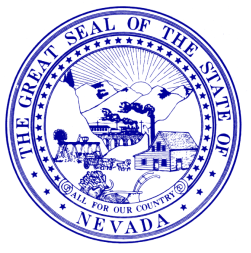 THE GREAT SEAL OF THE STATE OF
NEVADA
ALL FOR OUR COUNTRY